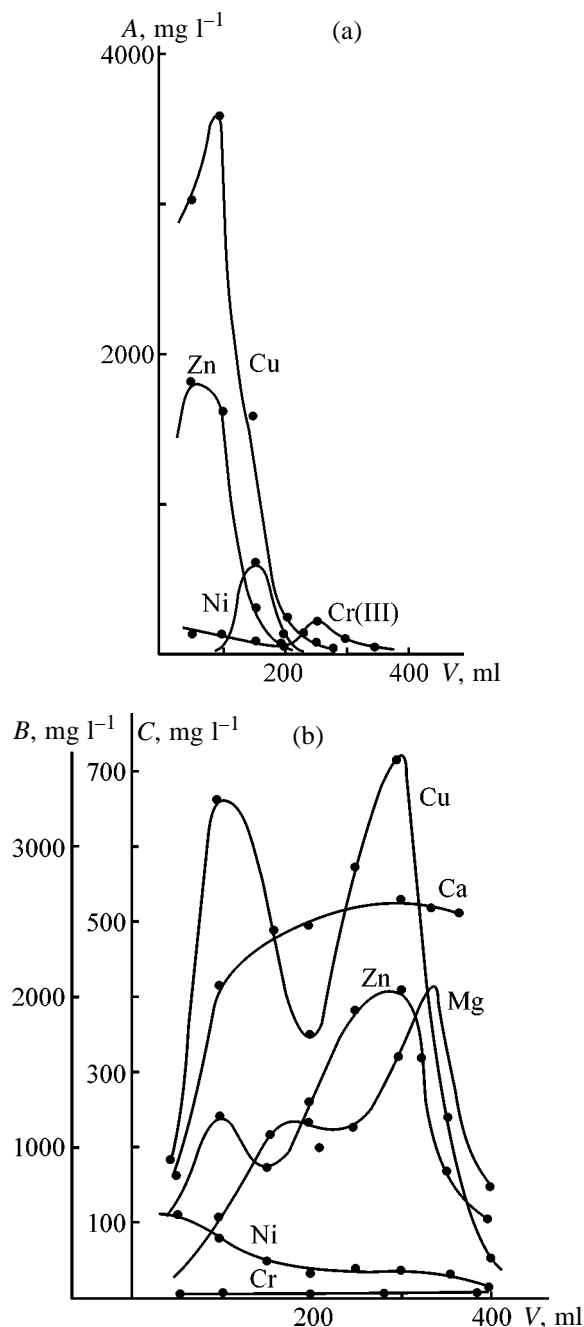 A, mg l⁻¹
(a)
4000
Zn
Cu
2000
Ni
Cr(III)
200
400
V, ml
B, mg l⁻¹
C, mg l⁻¹
(b)
700
Cu
3000
Ca
500
Zn
Mg
2000
300
1000
Ni
100
Cr
200
400
V, ml